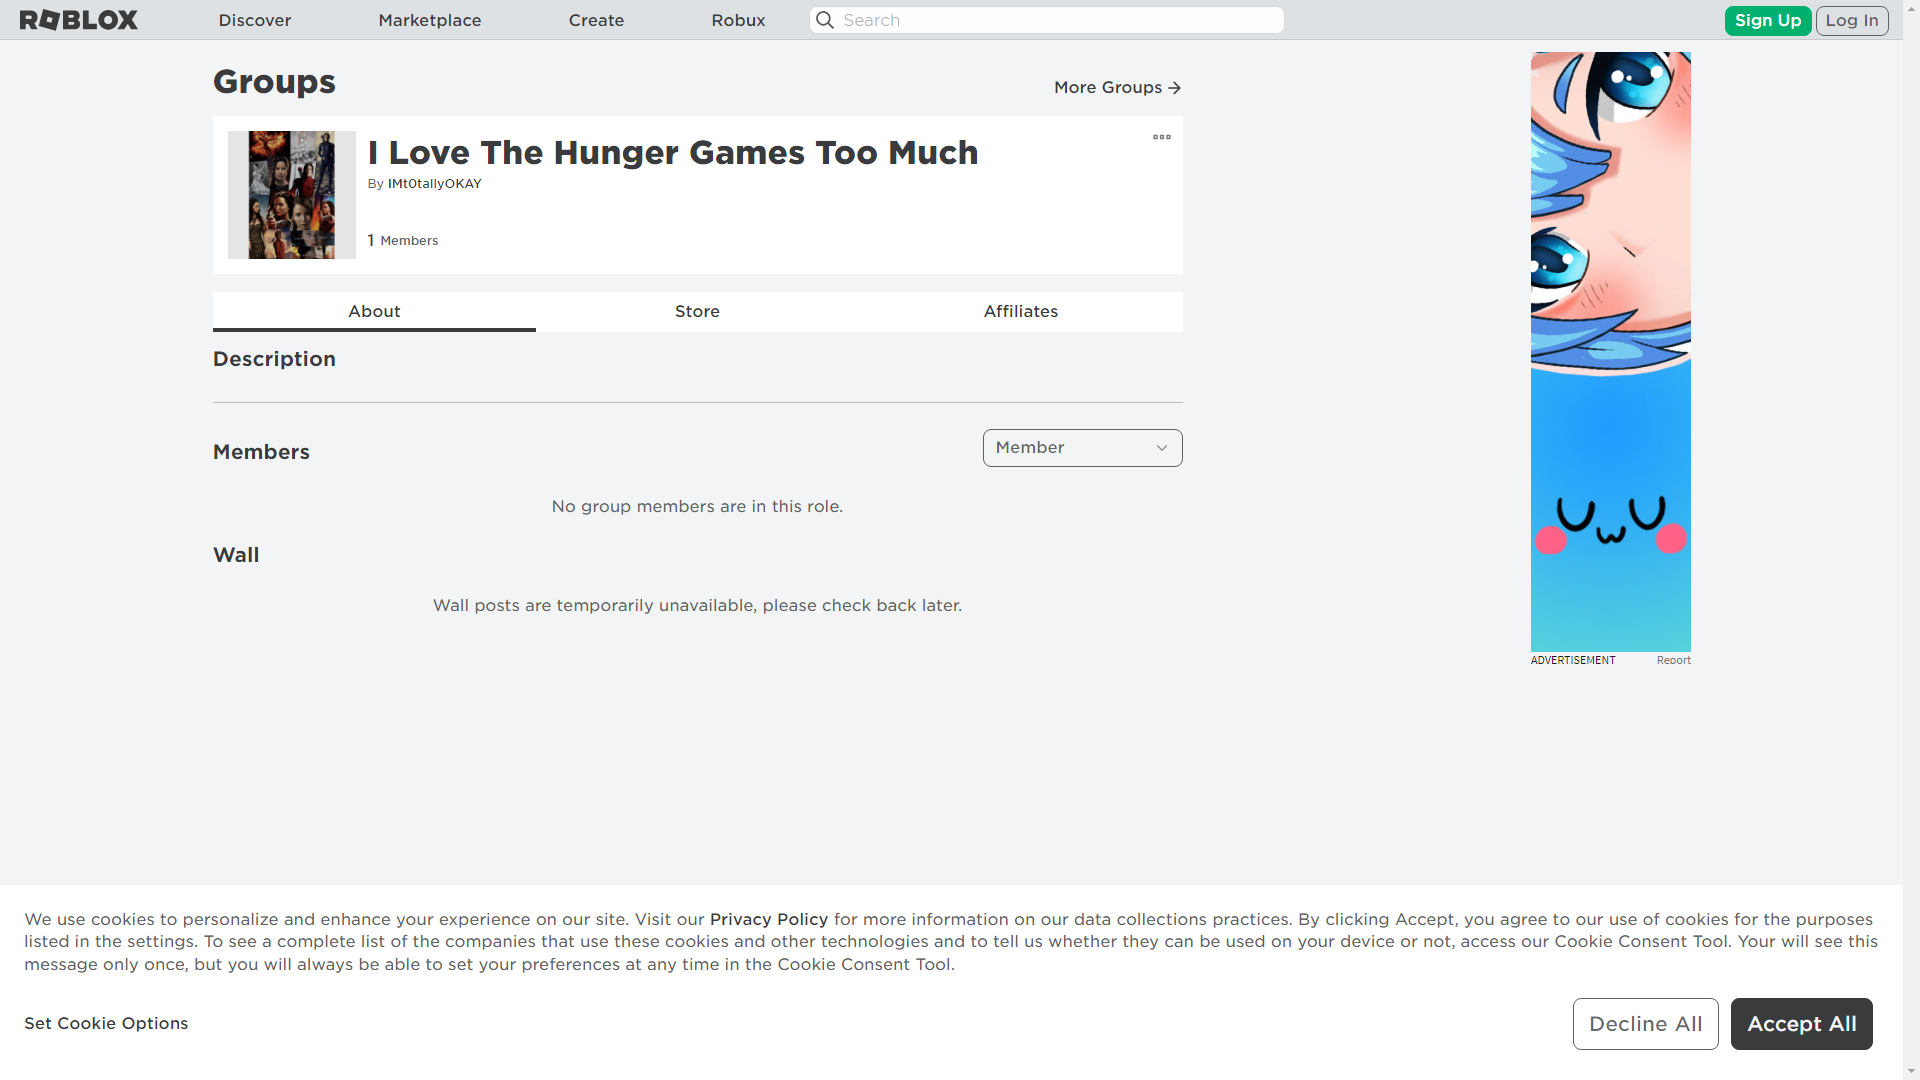 ROBLOX
Discover
Marketplace
Create
Robux
Search
Sign Up
Log In
Groups
More Groups
I Love The Hunger Games Too Much
By IMt0tallyOKAY
1 Members
About
Store
Affiliates
Description
Members
Member
No group members are in this role.
Wall
Wall posts are temporarily unavailable, please check back later.
ADVERTISEMENT
Report
We use cookies to personalize and enhance your experience on our site. Visit our Privacy Policy for more information on our data collections practices. By clicking Accept, you agree to our use of cookies for the purposes
listed in the settings. To see a complete list of the companies that use these cookies and other technologies and to tell us whether they can be used on your device or not, access our Cookie Consent Tool. Your will see this
message only once, but you will always be able to set your preferences at any time in the Cookie Consent Tool.
Set Cookie Options
Decline All
Accept All